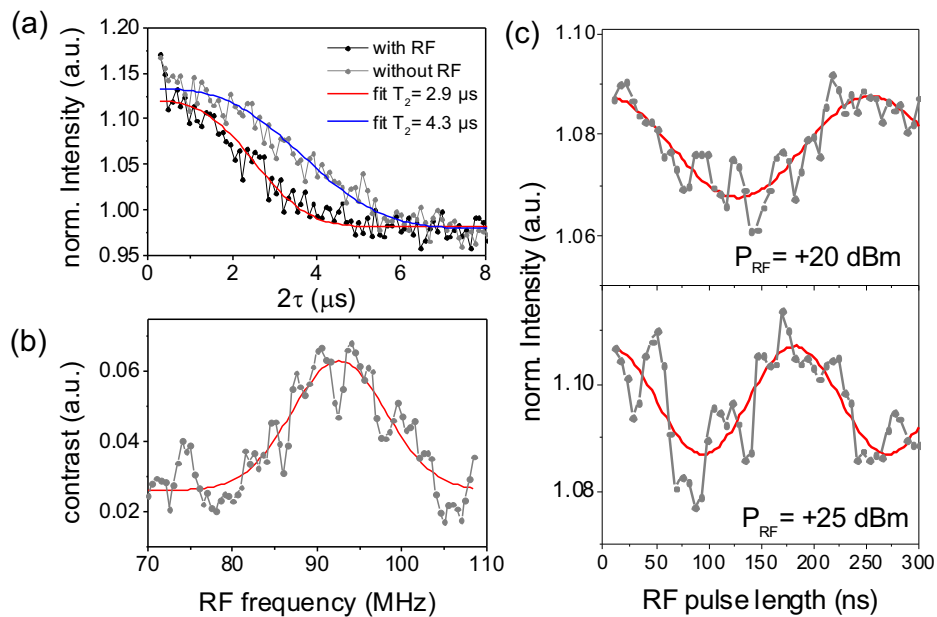 (a)
1.20
1.15
1.10
1.05
1.00
0.95
norm. Intensity (a.u.)
with RF
without RF
fit T2= 2.9 μs
fit T2= 4.3 μs
0 2 4 6 8
2τ (μs)
(b)
0.06
0.04
0.02
contrast (a.u.)
70 80 90 100 110
RF frequency (MHz)
(c)
1.10
1.08
1.06
PRF= +20 dBm
norm. Intensity (a.u.)
1.10
1.08
PRF= +25 dBm
0 50 100 150 200 250 300
RF pulse length (ns)